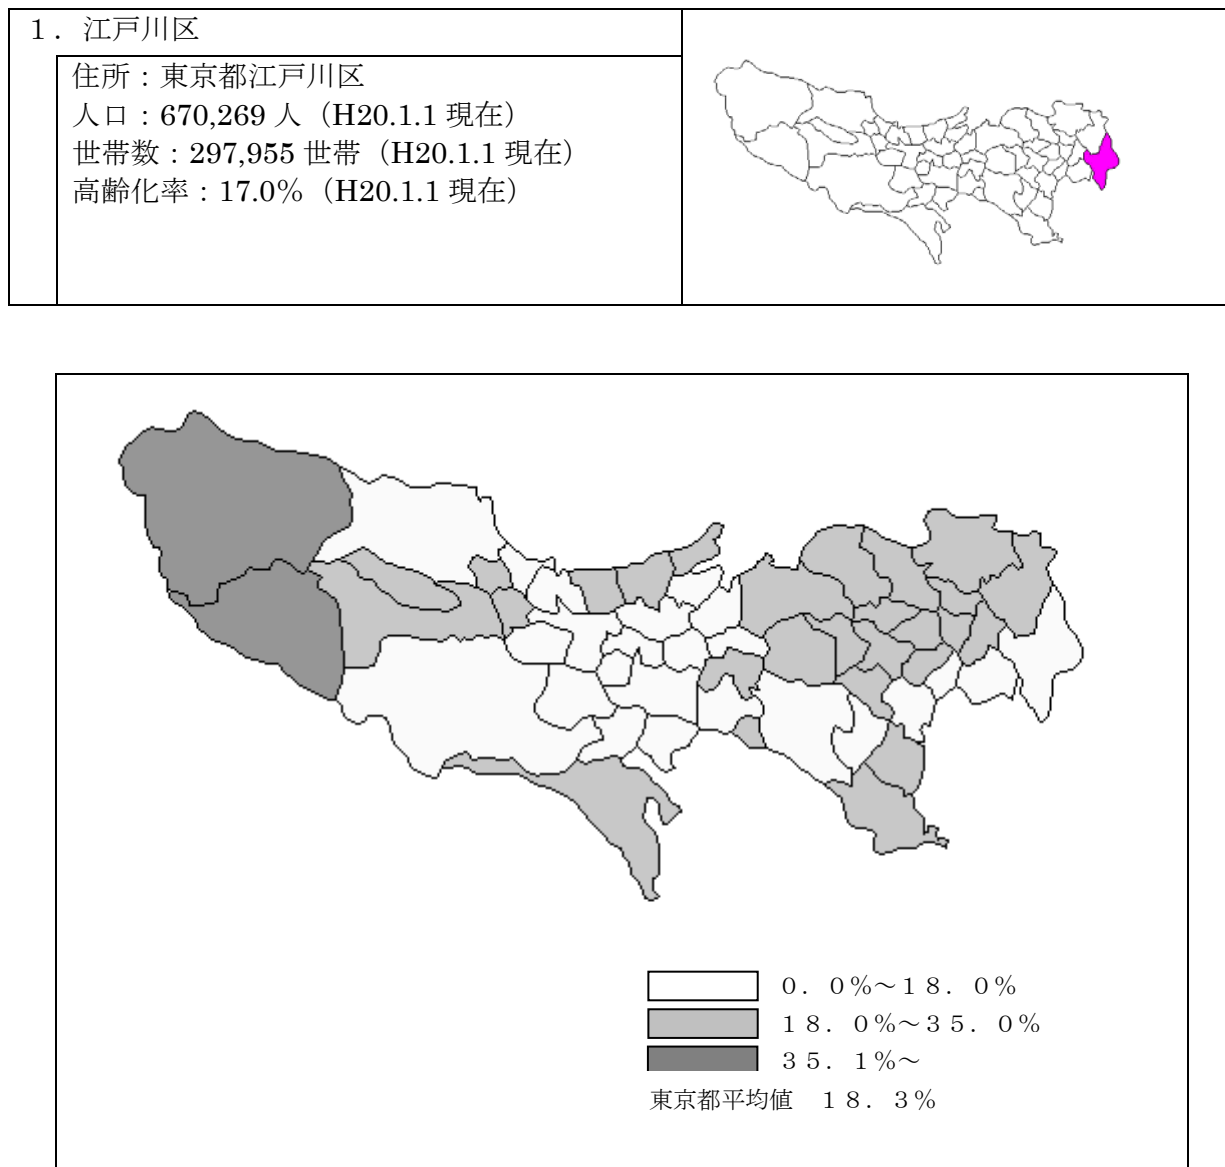 １．江戸川区
住所：東京都江戸川区
人口：670,269 人（H20.1.1 現在）
世帯数：297,955 世帯（H20.1.1 現在）
高齢化率：17.0％（H20.1.1 現在）
０．０％～１８．０％
１８．０％～３５．０％
３５．１％～
東京都平均値　１８．３％